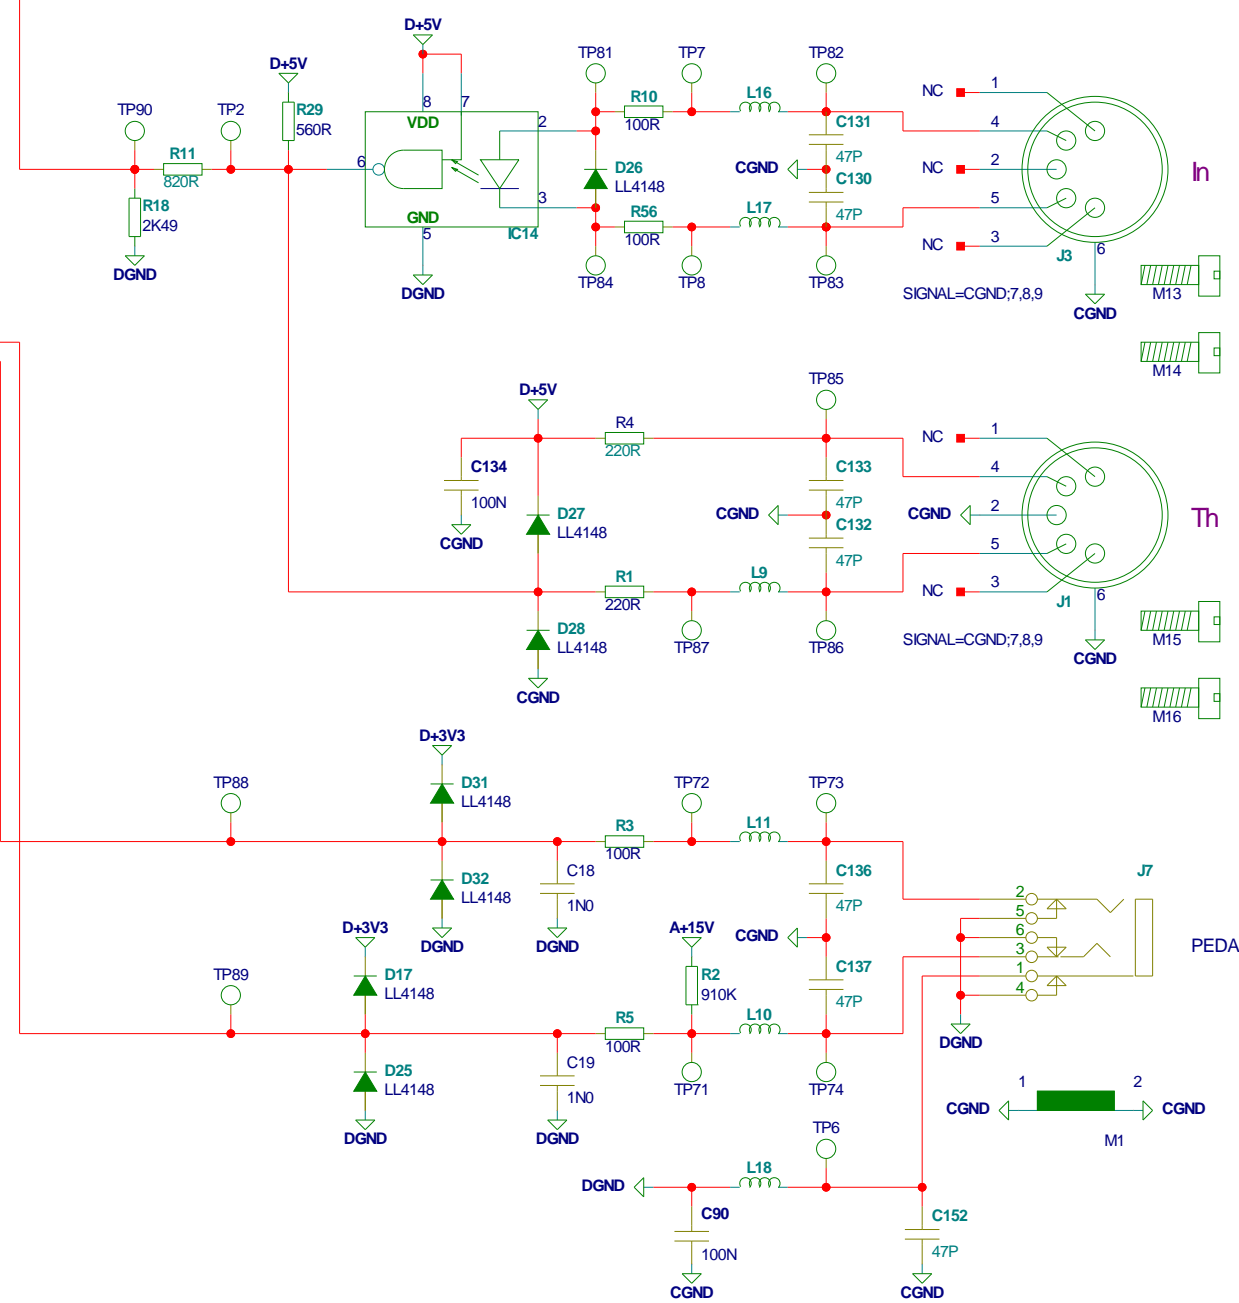 D+5V
TP81
TP7
TP82
D+5V
1
NC
TP90
TP2
R29
560R
8
7
VDD
R10
100R
L16
C131
47P
4
2
R11
820R
6
D26
LL4148
CGND
NC
2
In
C130
47P
R18
2K49
3
GND
IC14
5
R56
100R
L17
5
NC
3
J3
6
DGND
DGND
TP84
TP8
TP83
SIGNAL=CGND;7,8,9
M13
CGND
M14
TP85
D+5V
R4
220R
NC
1
C134
100N
C133
47P
4
D27
LL4148
CGND
CGND
2
Th
C132
47P
CGND
5
R1
220R
L9
NC
3
J1
6
D28
LL4148
TP87
TP86
SIGNAL=CGND;7,8,9
M15
CGND
CGND
M16
D+3V3
TP88
D31
LL4148
TP72
TP73
R3
100R
L11
C18
1N0
C136
47P
J7
D32
LL4148
2
5
6
3
1
4
PEDA
D+3V3
DGND
DGND
A+15V
CGND
TP89
D17
LL4148
R2
910K
C137
47P
R5
100R
L10
DGND
D25
LL4148
C19
1N0
TP71
TP74
1
2
CGND
CGND
M1
DGND
DGND
TP6
DGND
L18
C90
100N
C152
47P
CGND
CGND